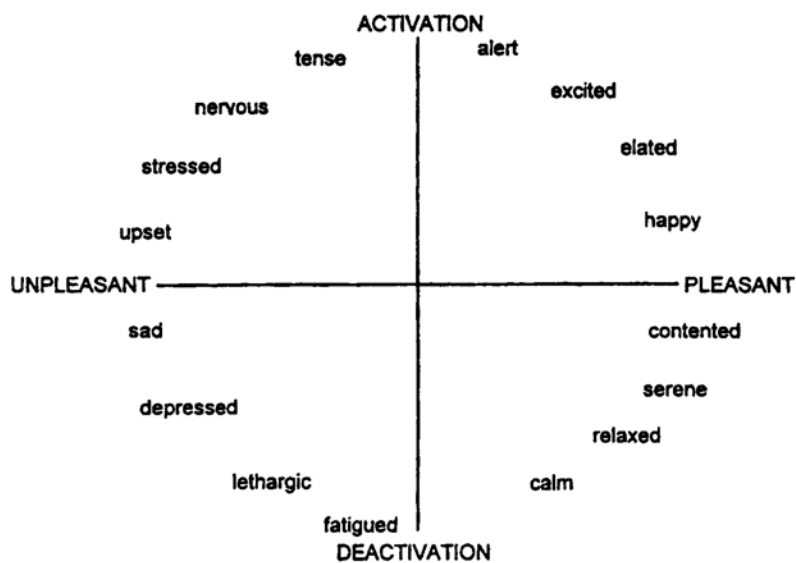 ACTIVATION
tense
alert
nervous
excited
stressed
elated
upset
happy
UNPLEASANT
PLEASANT
sad
contented
depressed
serene
relaxed
lethargic
calm
fatigued
DEACTIVATION